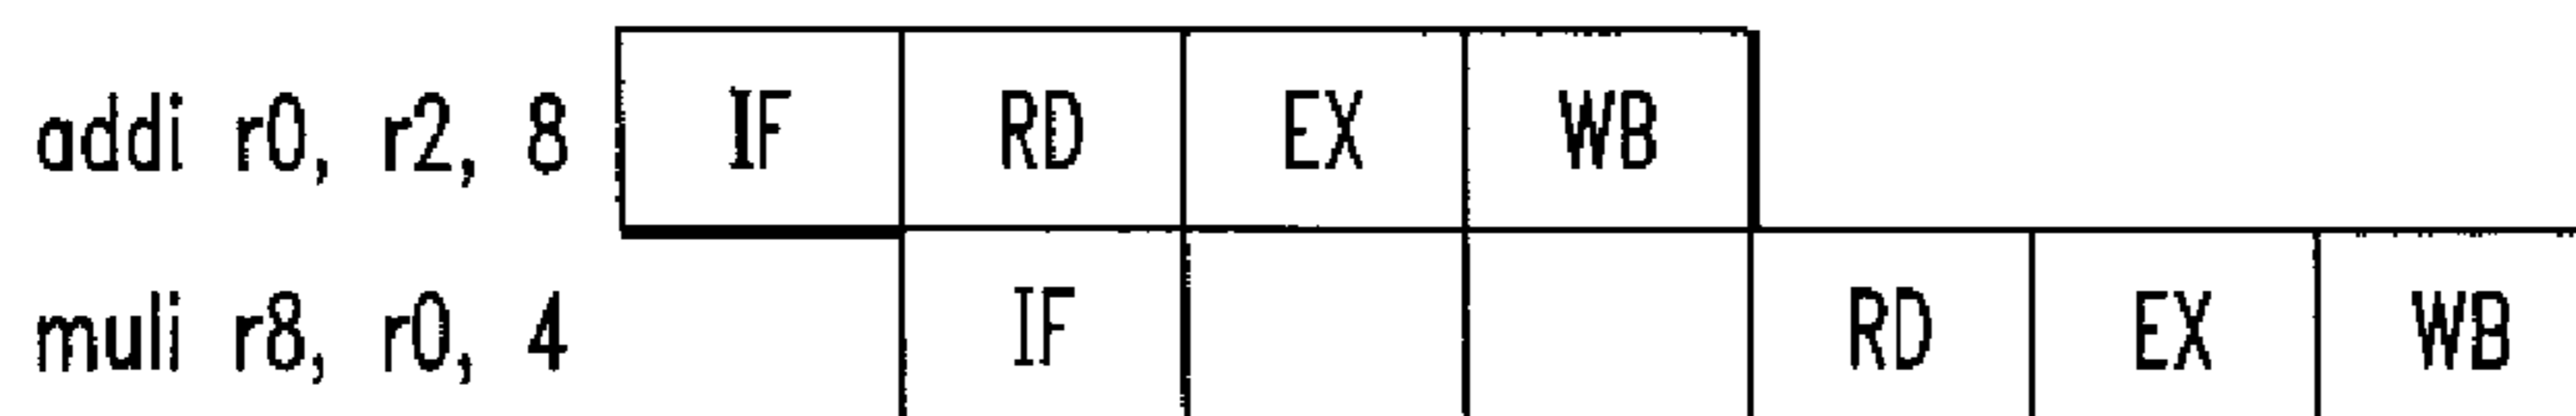 addi r0, r2, 8 IF RD EX WB
muli r8, r0, 4 IF RD EX WB